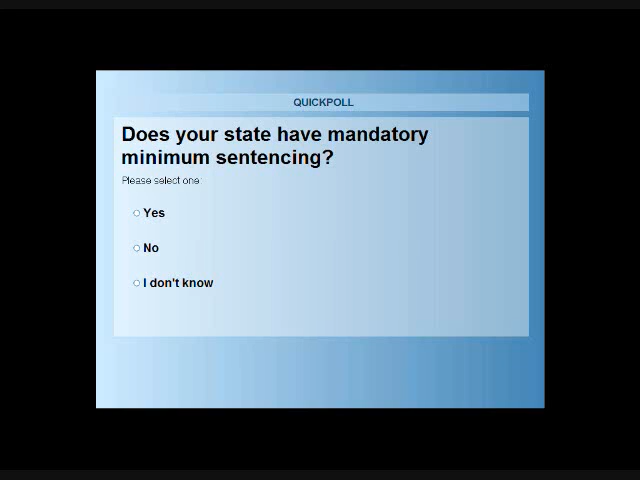 QUICKPOLL
Does your state have mandatory
minimum sentencing?
Please select one:
Yes
No
I don't know